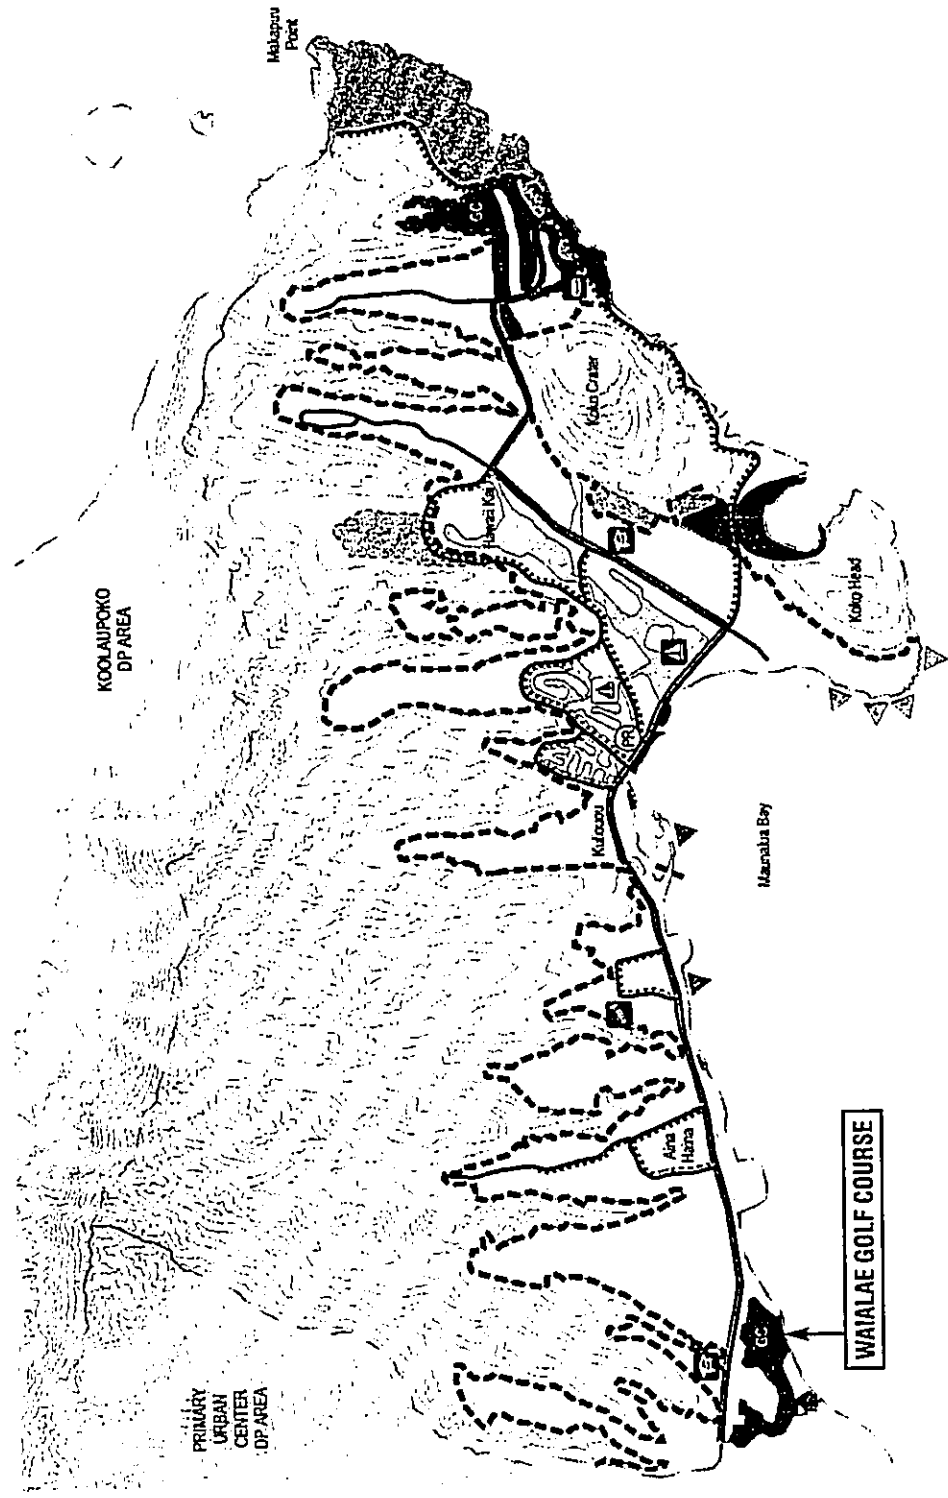 Makapuu
Point
GC
Koko Crater
Hawaii Kai
KOOLAUPOKO
DP AREA
Koko Head
PR
Kuliouou
Maunalua Bay
Aina
Haina
WAIALAE GOLF COURSE
GC
PRIMARY
URBAN
CENTER
DP AREA